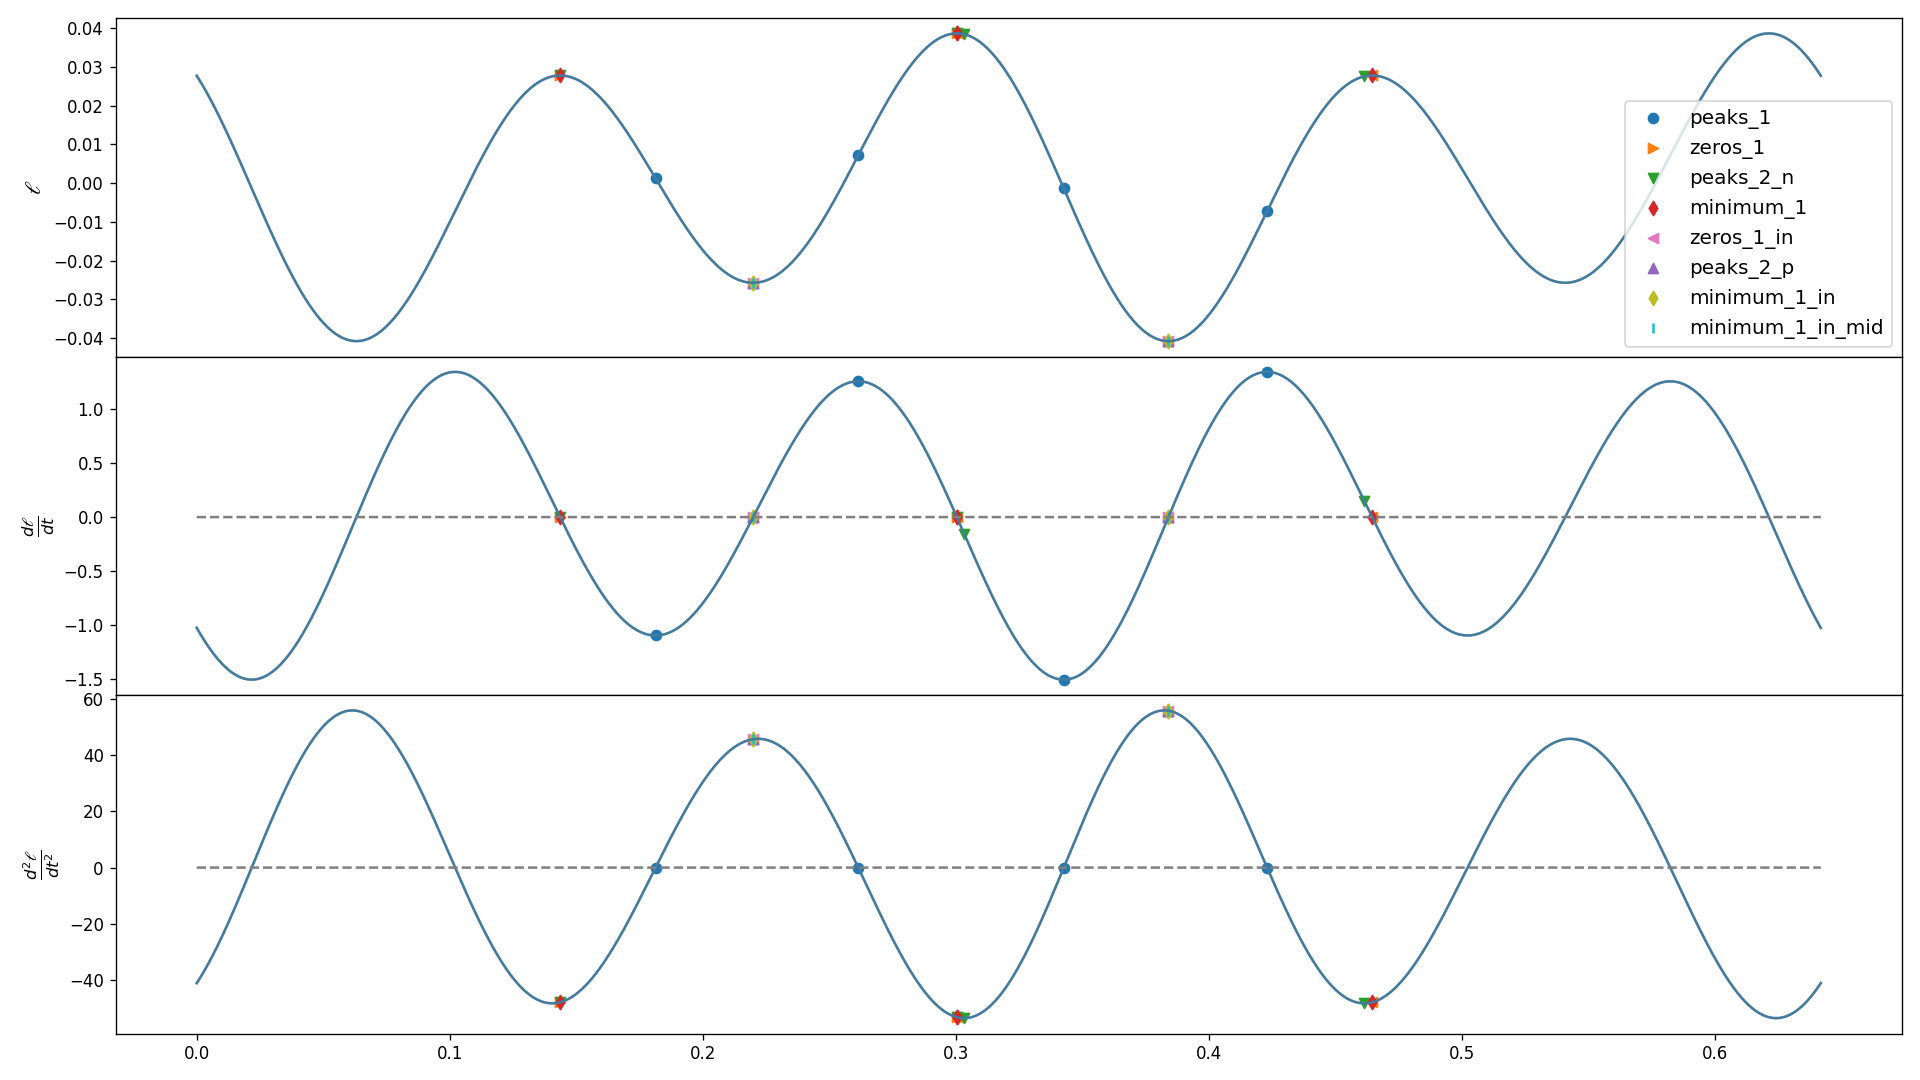 0.04
0.03
0.02
0.01
0.00
−0.01
−0.02
−0.03
−0.04
ℓ
peaks_1
zeros_1
peaks_2_n
minimum_1
zeros_1_in
peaks_2_p
minimum_1_in
minimum_1_in_mid
1.0
0.5
0.0
−0.5
−1.0
−1.5
dℓ
dt
60
40
20
0
−20
−40
d²ℓ
dt²
0.0 0.1 0.2 0.3 0.4 0.5 0.6